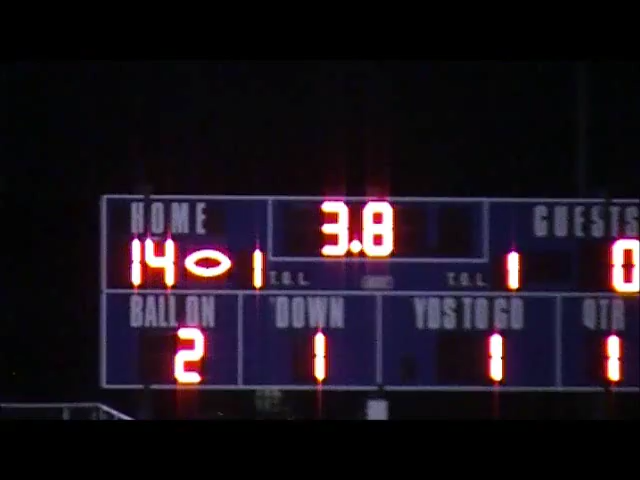 HOME 3.8 GUESTS
14 1 T.O.L. T.O.L. 1 0
BALL ON DOWN YDS TO GO QTR
2 1 1 1